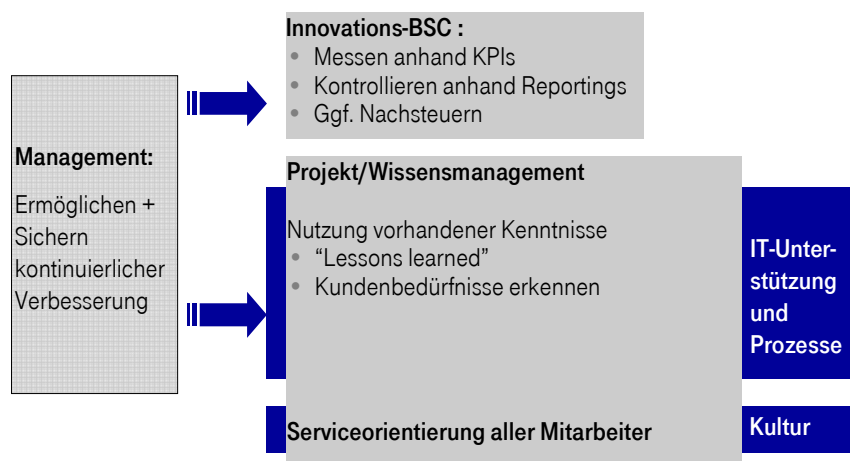 Innovations-BSC :
• Messen anhand KPIs
• Kontrollieren anhand Reportings
• Ggf. Nachsteuern
Management:
Ermöglichen +
Sichern
kontinuierlicher
Verbesserung
Projekt/Wissensmanagement
Nutzung vorhandener Kenntnisse
• “Lessons learned”
• Kundenbedürfnisse erkennen
IT-Unter-
stützung
und
Prozesse
Serviceorientierung aller Mitarbeiter
Kultur